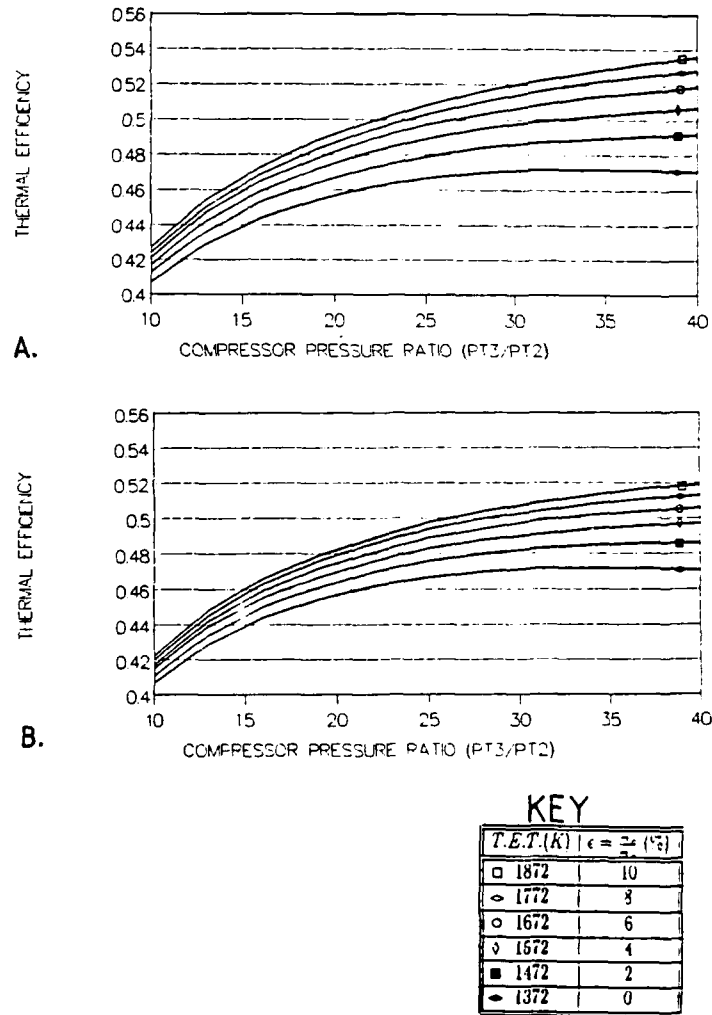 0.56
0.54
0.52
0.5
0.48
0.46
0.44
0.42
0.4
THERMAL EFFICENCY
10 15 20 25 30 35 40
A.
COMPRESSOR PRESSURE RATIO (PT3/PT2)
0.56
0.54
0.52
0.5
0.48
0.46
0.44
0.42
0.4
THERMAL EFFICENCY
10 15 20 25 30 35 40
B.
COMPRESSOR PRESSURE RATIO (PT3/PT2)
KEY
T.E.T.(K) ϵ = (%)
1872 10
1772 8
1672 6
1572 4
1472 2
1372 0